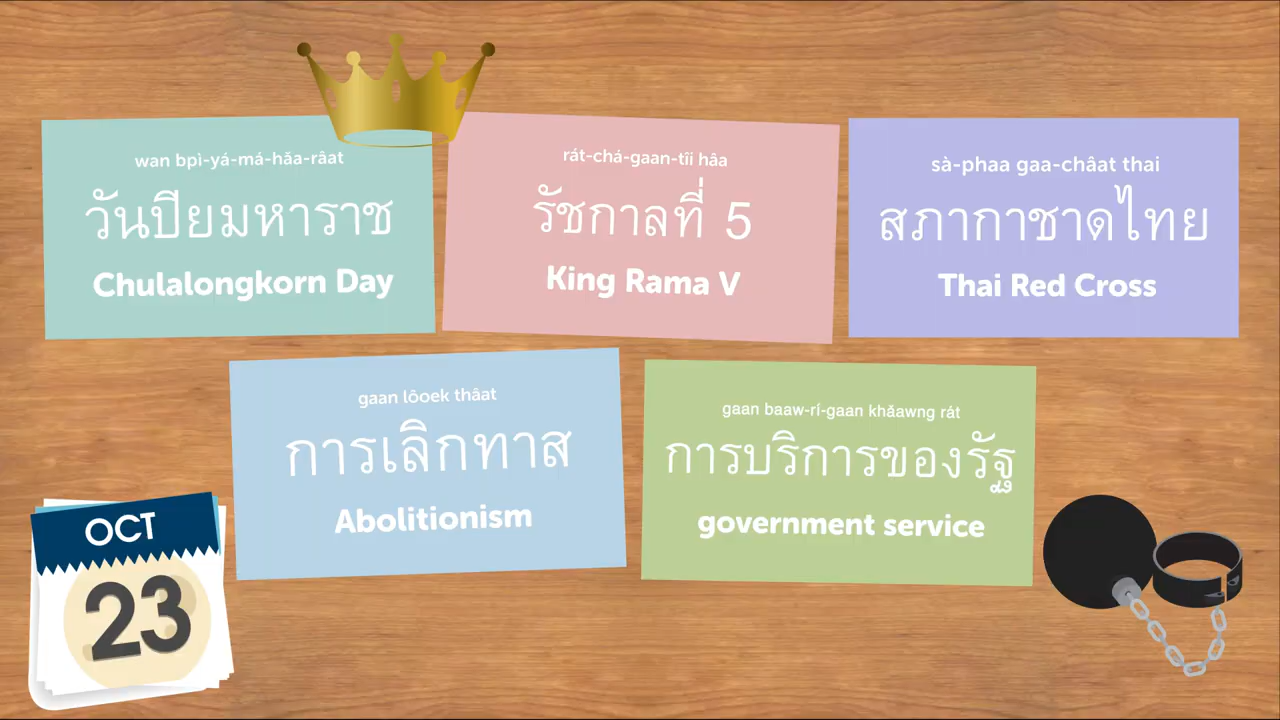 wan bpì-yá-má-hăa-râat
วันปิยมหาราช
Chulalongkorn Day
rát-chá-gaan-tîi hâa
รัชกาลที่ 5
King Rama V
sà-phaa gaa-châat thai
สภากาชาดไทย
Thai Red Cross
gaan lôoek thâat
การเลิกทาส
Abolitionism
gaan baaw-rí-gaan khǎawng rát
การบริการของรัฐ
government service
OCT
23